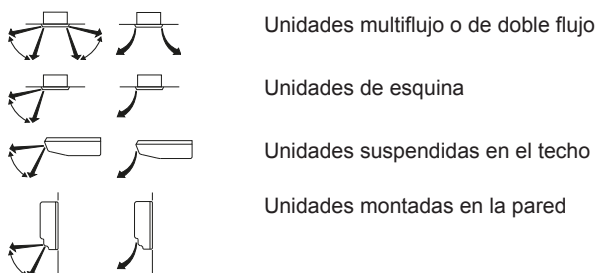 Unidades multiflujo o de doble flujo
Unidades de esquina
Unidades suspendidas en el techo
Unidades montadas en la pared